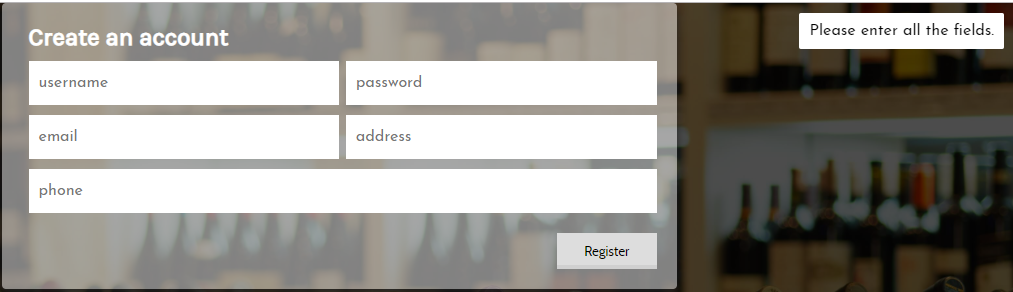 Create an account
Please enter all the fields.
username
password
email
address
phone
Register